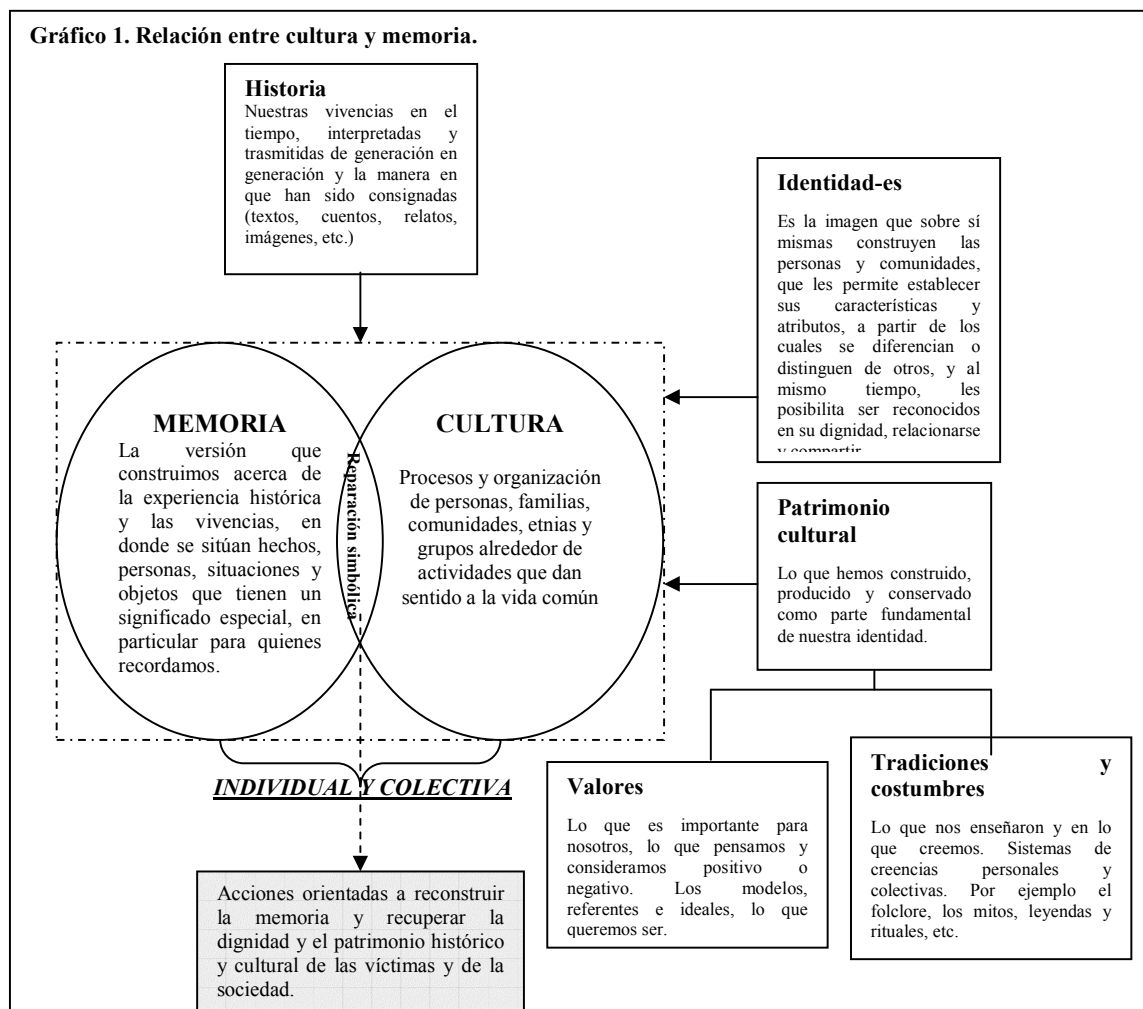 Gráfico 1. Relación entre cultura y memoria.
Historia
Nuestras vivencias en el
tiempo, interpretadas y
trasmitidas de generación en
generación y la manera en
que han sido consignadas
(textos, cuentos, relatos,
imágenes, etc.)
Identidad-es
Es la imagen que sobre sí
mismas construyen las
personas y comunidades,
que les permite establecer
sus características y
atributos, a partir de los
cuales se diferencian o
distinguen de otros, y al
mismo tiempo, les
posibilita ser reconocidos
en su dignidad, relacionarse
y compartir
MEMORIA
La versión que
construimos acerca de
la experiencia histórica
y las vivencias, en
donde se sitúan hechos,
personas, situaciones y
objetos que tienen un
significado especial, en
particular para quienes
recordamos.
Reparación simbólica
CULTURA
Procesos y organización
de personas, familias,
comunidades, etnias y
grupos alrededor de
actividades que dan
sentido a la vida común
Patrimonio
cultural
Lo que hemos construido,
producido y conservado
como parte fundamental
de nuestra identidad.
INDIVIDUAL Y COLECTIVA
Valores
Lo que es importante para
nosotros, lo que pensamos y
consideramos positivo o
negativo. Los modelos,
referentes e ideales, lo que
queremos ser.
Tradiciones y
costumbres
Lo que nos enseñaron y en lo
que creemos. Sistemas de
creencias personales y
colectivas. Por ejemplo el
folclore, los mitos, leyendas y
rituales, etc.
Acciones orientadas a reconstruir
la memoria y recuperar la
dignidad y el patrimonio histórico
y cultural de las víctimas y de la
sociedad.